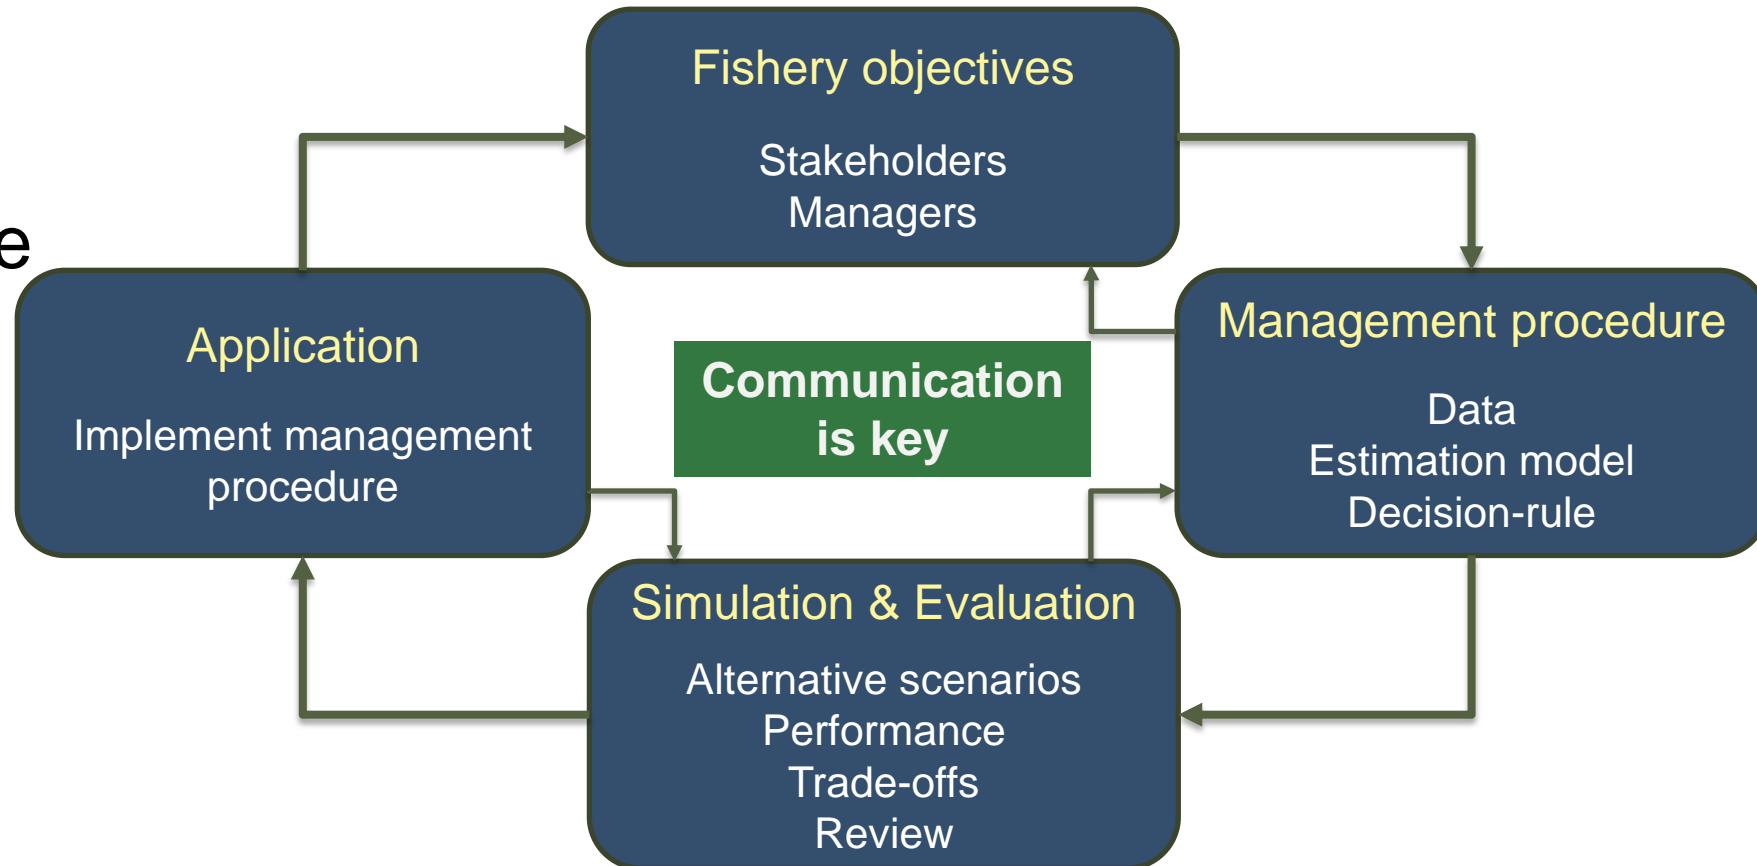 Fishery objectives
Stakeholders
Managers
e
Application
Implement management
procedure
Communication
is key
Management procedure
Data
Estimation model
Decision-rule
Simulation & Evaluation
Alternative scenarios
Performance
Trade-offs
Review